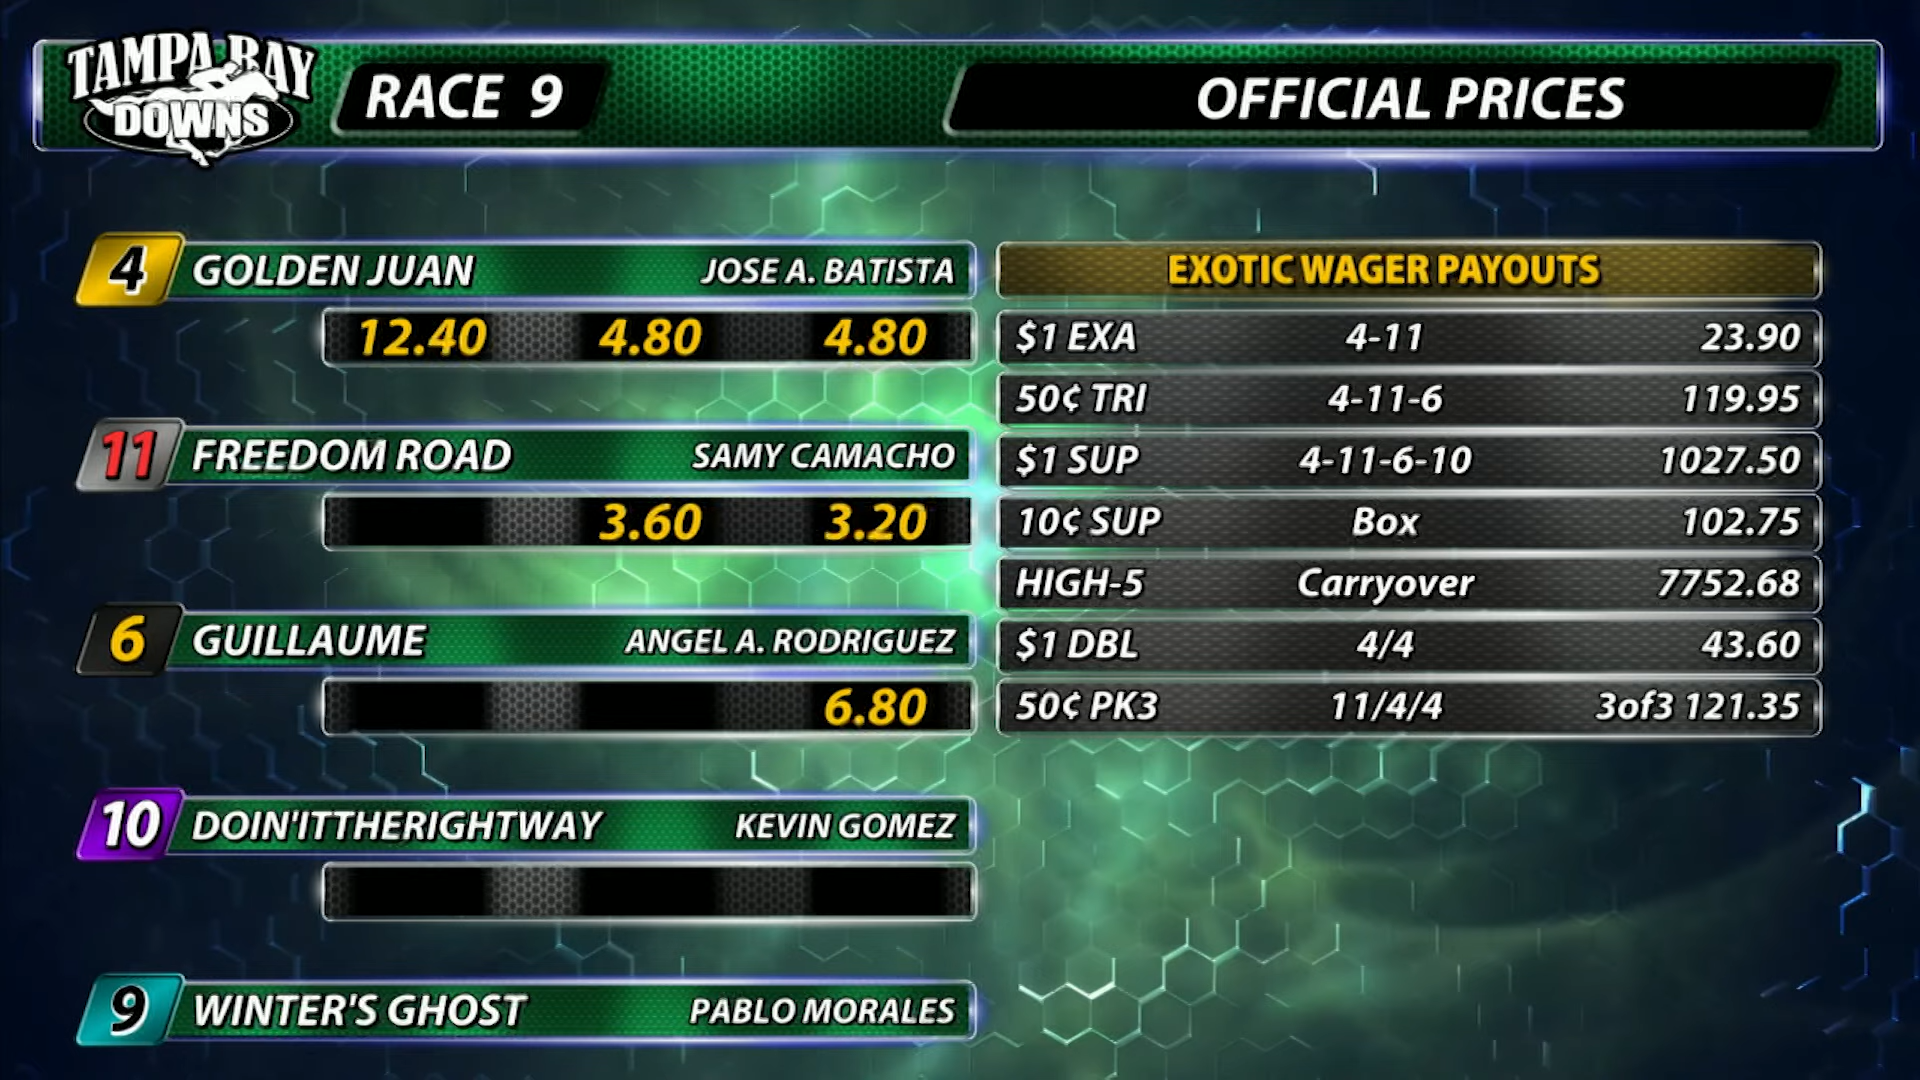 TAMPA BAY
DOWNS
RACE 9
OFFICIAL PRICES
4 GOLDEN JUAN JOSE A. BATISTA
12.40 4.80 4.80
11 FREEDOM ROAD SAMY CAMACHO
3.60 3.20
6 GUILLAUME ANGEL A. RODRIGUEZ
6.80
10 DOIN'ITTHERIGHTWAY KEVIN GOMEZ
9 WINTER'S GHOST PABLO MORALES
EXOTIC WAGER PAYOUTS
$1 EXA 4-11 23.90
50¢ TRI 4-11-6 119.95
$1 SUP 4-11-6-10 1027.50
10¢ SUP Box 102.75
HIGH-5 Carryover 7752.68
$1 DBL 4/4 43.60
50¢ PK3 11/4/4 3of3 121.35